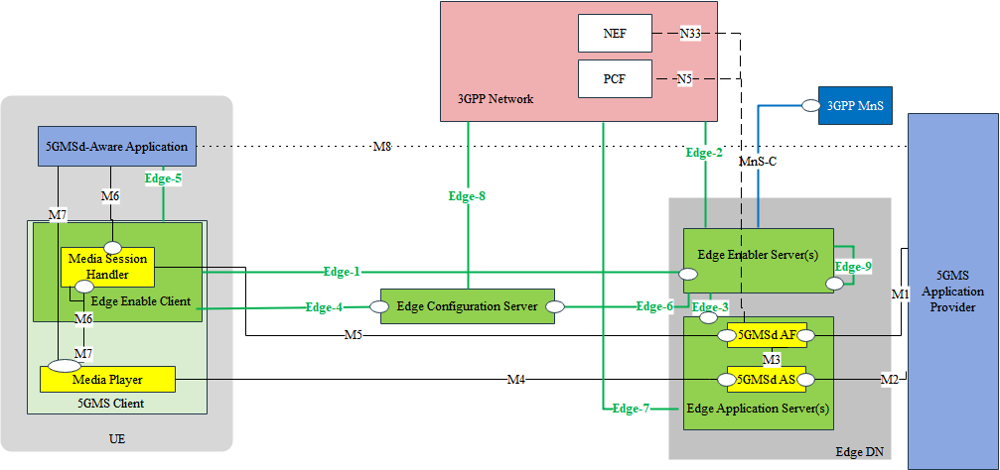 NEF
N33
PCF
N5
3GPP Network
3GPP MnS
5GMSd-Aware Application
M8
Edge-2
MnS-C
Edge-5
M6
Edge-8
M7
Media Session
Handler
Edge Enabler Server(s)
Edge-1
Edge-9
5GMS
Application
Provider
Edge Enable Client
M1
Edge-4
Edge Configuration Server
Edge-6
Edge-3
M6
M5
5GMSd AF
M7
M3
Media Player
M4
5GMSd AS
M2
5GMS Client
Edge-7
Edge Application Server(s)
UE
Edge DN